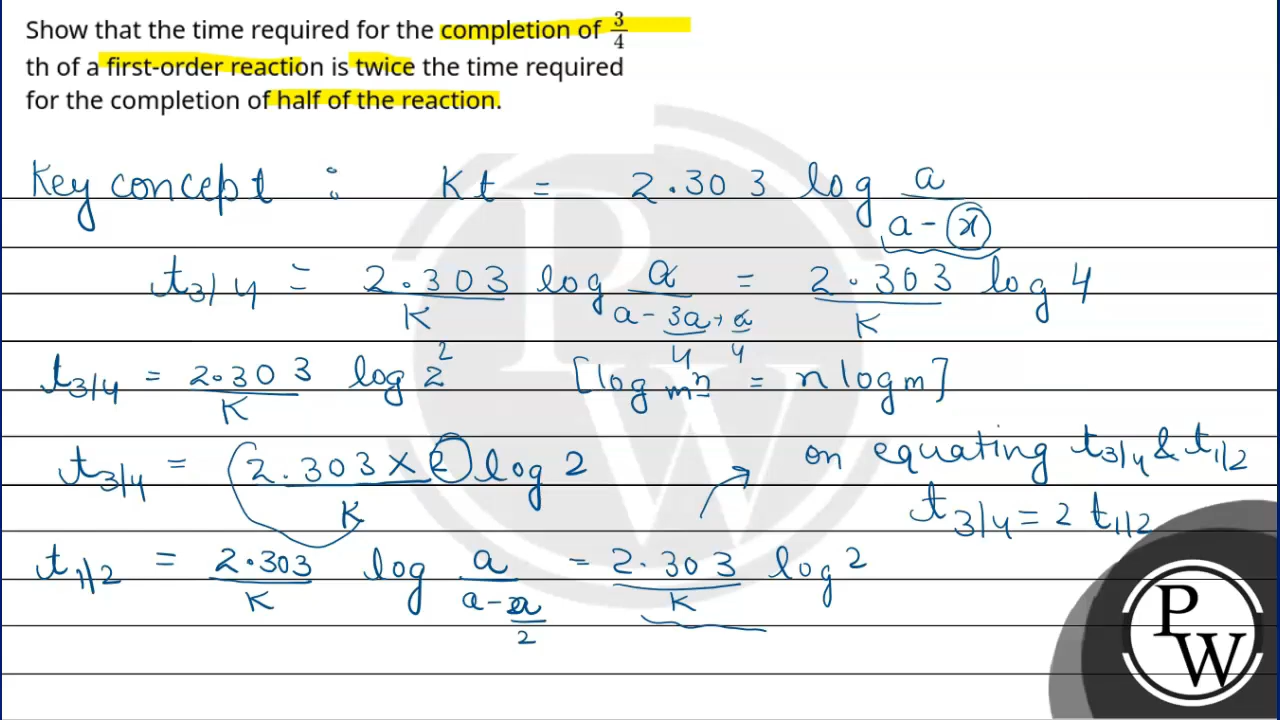 Show that the time required for the completion of 3/4
th of a first-order reaction is twice the time required
for the completion of half of the reaction.
Key concept : Kt = 2.303 log a/(a - x)
t3/4 = 2.303/K log a/(a - 3a/4 → a/4) = 2.303/K log 4
t3/4 = 2.303/K log 2² [log mⁿ = n log m]
t3/4 = (2.303 × 2)/K log 2
on equating t3/4 & t1/2
t3/4 = 2 t1/2
t1/2 = 2.303/K log a/(a - a/2) = 2.303/K log 2
P
W